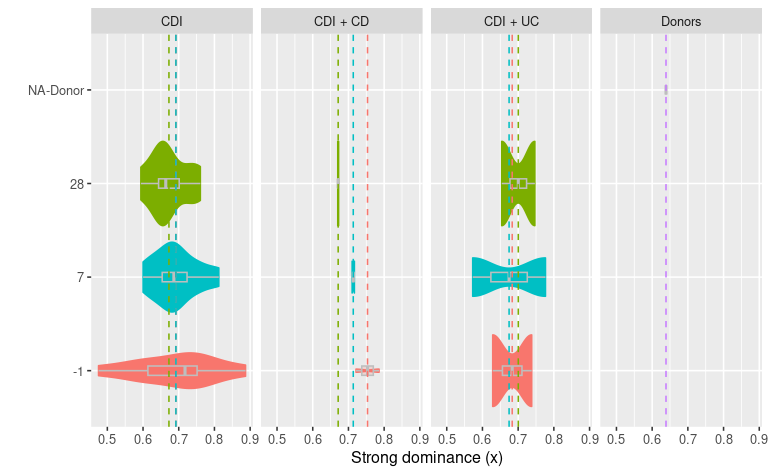 CDI CDI + CD CDI + UC Donors
NA-Donor
28
7
-1
0.5 0.6 0.7 0.8 0.9 0.5 0.6 0.7 0.8 0.9 0.5 0.6 0.7 0.8 0.9 0.5 0.6 0.7 0.8 0.9
Strong dominance (x)